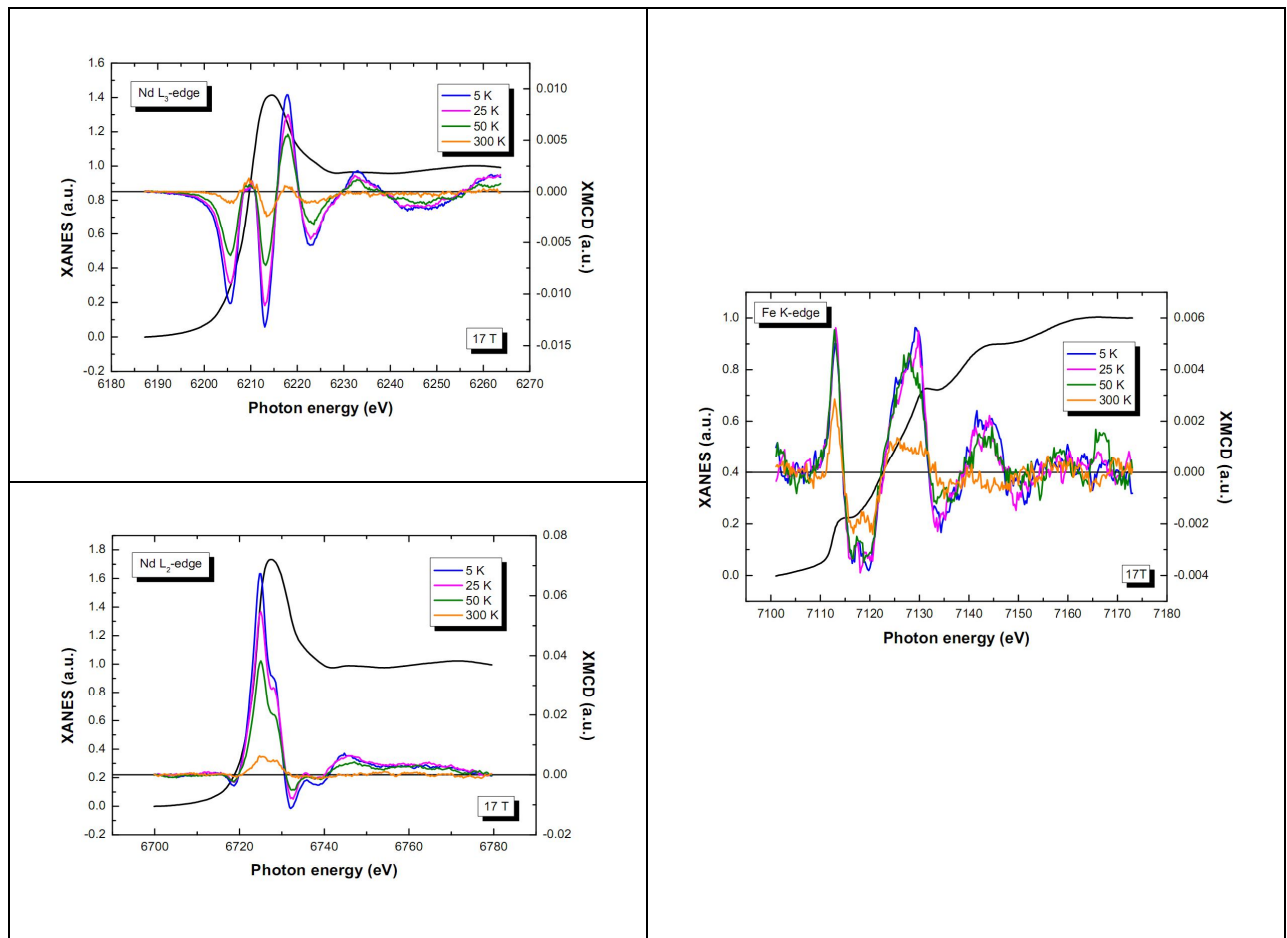 Nd L3-edge
5 K
25 K
50 K
300 K
17 T
1.6
1.4
1.2
1.0
0.8
0.6
0.4
0.2
0.0
-0.2
XANES (a.u.)
0.010
0.005
0.000
-0.005
-0.010
-0.015
XMCD (a.u.)
6180 6190 6200 6210 6220 6230 6240 6250 6260 6270
Photon energy (eV)
Nd L2-edge
5 K
25 K
50 K
300 K
17 T
1.8
1.6
1.4
1.2
1.0
0.8
0.6
0.4
0.2
0.0
-0.2
XANES (a.u.)
0.08
0.06
0.04
0.02
0.00
-0.02
XMCD (a.u.)
6700 6720 6740 6760 6780
Photon energy (eV)
Fe K-edge
5 K
25 K
50 K
300 K
17T
1.0
0.8
0.6
0.4
0.2
0.0
XANES (a.u.)
0.006
0.004
0.002
0.000
-0.002
-0.004
XMCD (a.u.)
7100 7110 7120 7130 7140 7150 7160 7170 7180
Photon energy (eV)